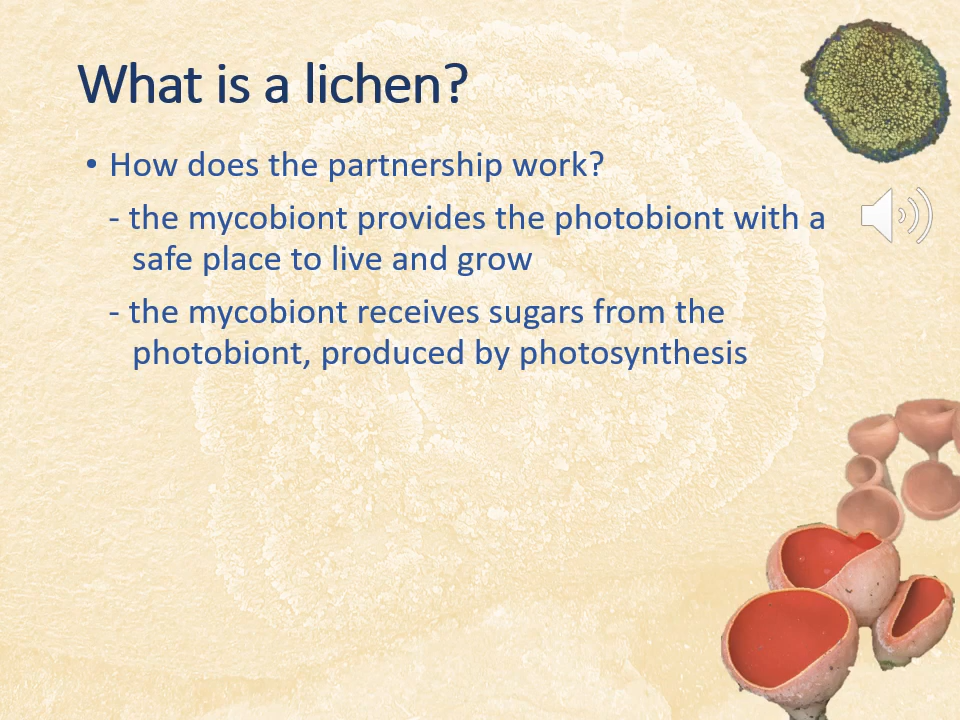 What is a lichen?
• How does the partnership work?
- the mycobiont provides the photobiont with a
safe place to live and grow
- the mycobiont receives sugars from the
photobiont, produced by photosynthesis